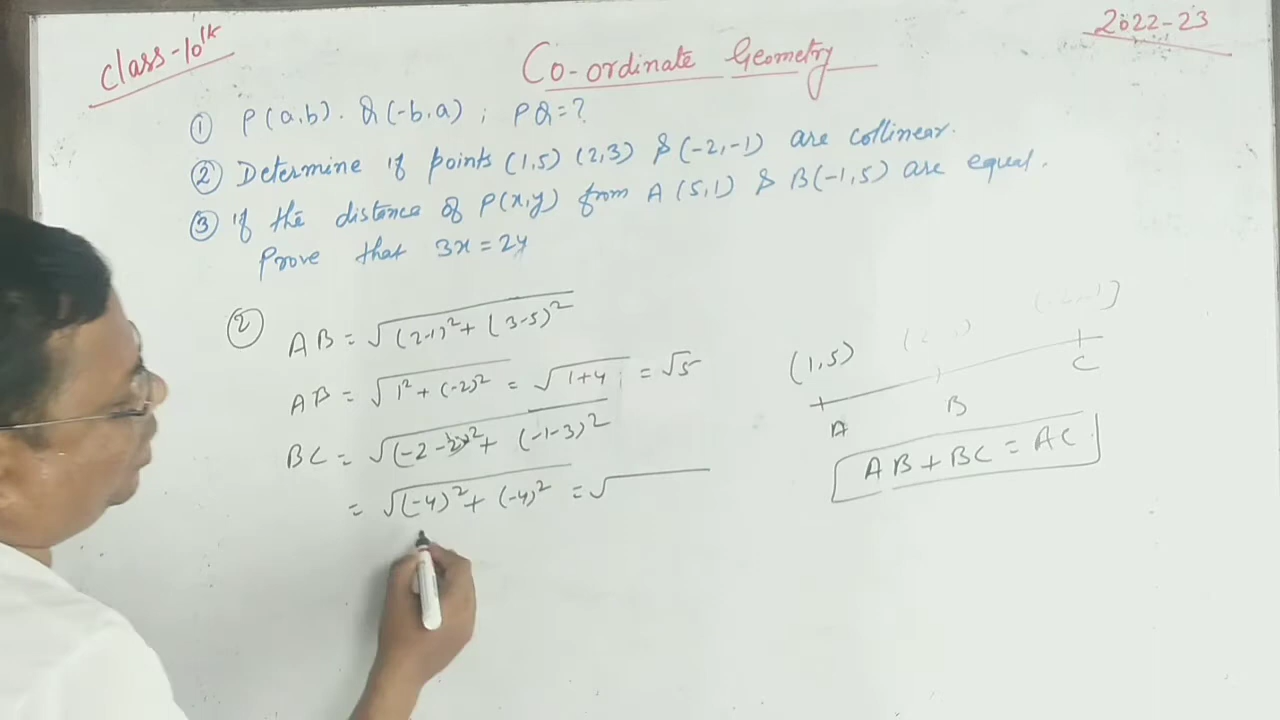 Class-10th
2022-23
Co-ordinate Geometry
① P(a,b). Q(-b,a) ; PQ=?
② Determine if points (1,5) (2,3) & (-2,-1) are collinear.
③ if the distance of P(x,y) from A(5,1) & B(-1,5) are equal.
Prove that 3x=2y
②
AB = √(2-1)²+(3-5)²
AB = √1²+(-2)² = √1+4 = √5
BC = √(-2-2)²+(-1-3)²
= √(-4)²+(-4)² = √
(1,5)
A B C
AB+BC=AC